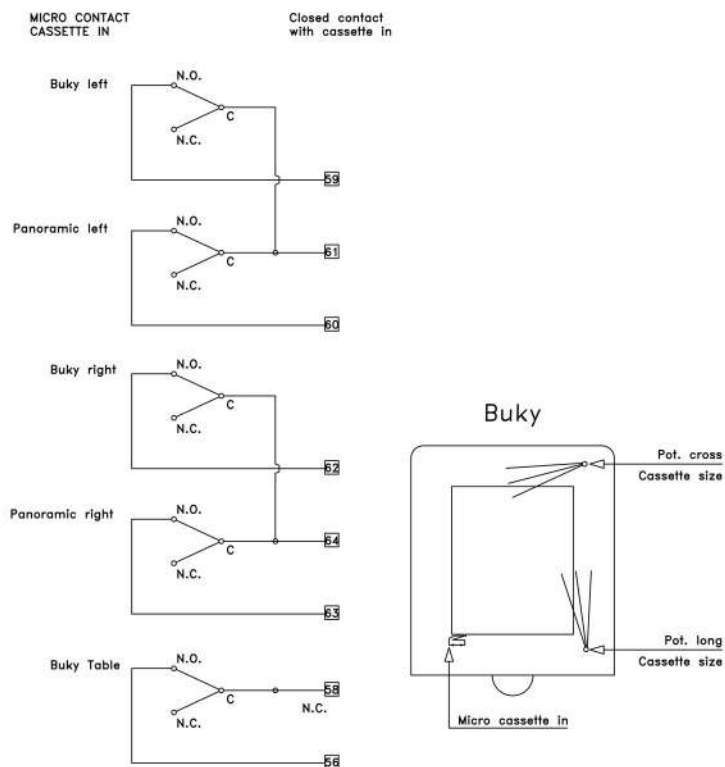 MICRO CONTACT
CASSETTE IN
Closed contact
with cassette in
Buky left
N.O.
C
N.C.
59
Panoramic left
N.O.
C
N.C.
61
60
Buky right
N.O.
C
N.C.
62
Panoramic right
N.O.
C
N.C.
64
63
Buky Table
N.O.
C
N.C.
58
N.C.
56
Buky
Pot. cross
Cassette size
Pot. long
Cassette size
Micro cassette in